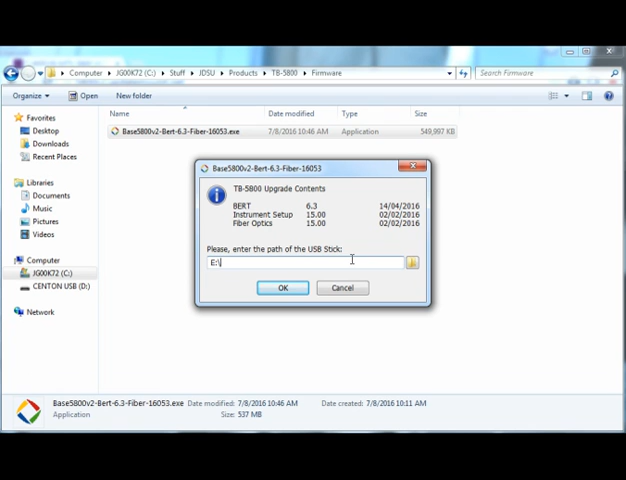 Computer ▸ JG00K72 (C:) ▸ Stuff ▸ JDSU ▸ Products ▸ TB-5800 ▸ Firmware
Search Firmware
Organize
Open
New folder
Name
Date modified
Type
Size
Favorites
Desktop
Downloads
Recent Places
Libraries
Documents
Music
Pictures
Videos
Computer
JG00K72 (C:)
CENTON USB (D:)
Network
Base5800v2-Bert-6.3-Fiber-16053.exe 7/8/2016 10:46 AM Application 549,997 KB
Base5800v2-Bert-6.3-Fiber-16053
TB-5800 Upgrade Contents
BERT 6.3 14/04/2016
Instrument Setup 15.00 02/02/2016
Fiber Optics 15.00 02/02/2016
Please, enter the path of the USB Stick:
E:\
OK
Cancel
Base5800v2-Bert-6.3-Fiber-16053.exe Date modified: 7/8/2016 10:46 AM Date created: 7/8/2016 10:11 AM
Application Size: 537 MB